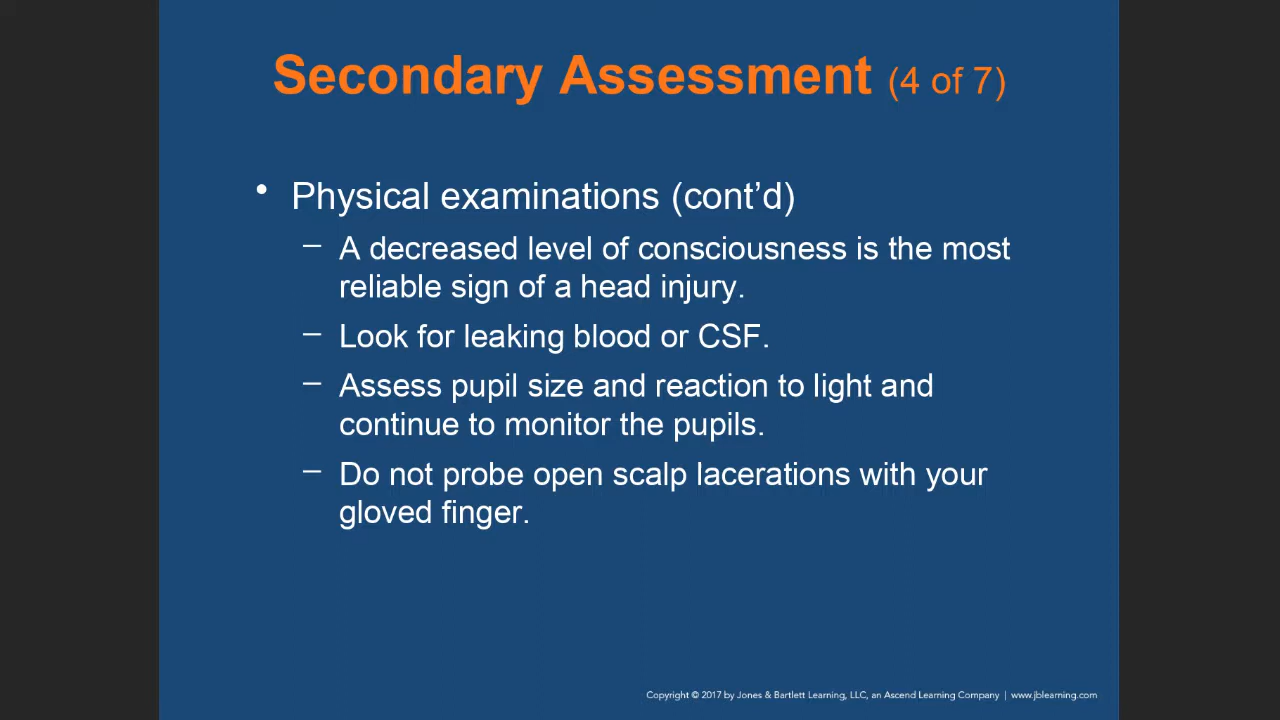 Secondary Assessment (4 of 7)
• Physical examinations (cont’d)
– A decreased level of consciousness is the most
reliable sign of a head injury.
– Look for leaking blood or CSF.
– Assess pupil size and reaction to light and
continue to monitor the pupils.
– Do not probe open scalp lacerations with your
gloved finger.
Copyright © 2017 by Jones & Bartlett Learning, LLC, an Ascend Learning Company | www.jblearning.com